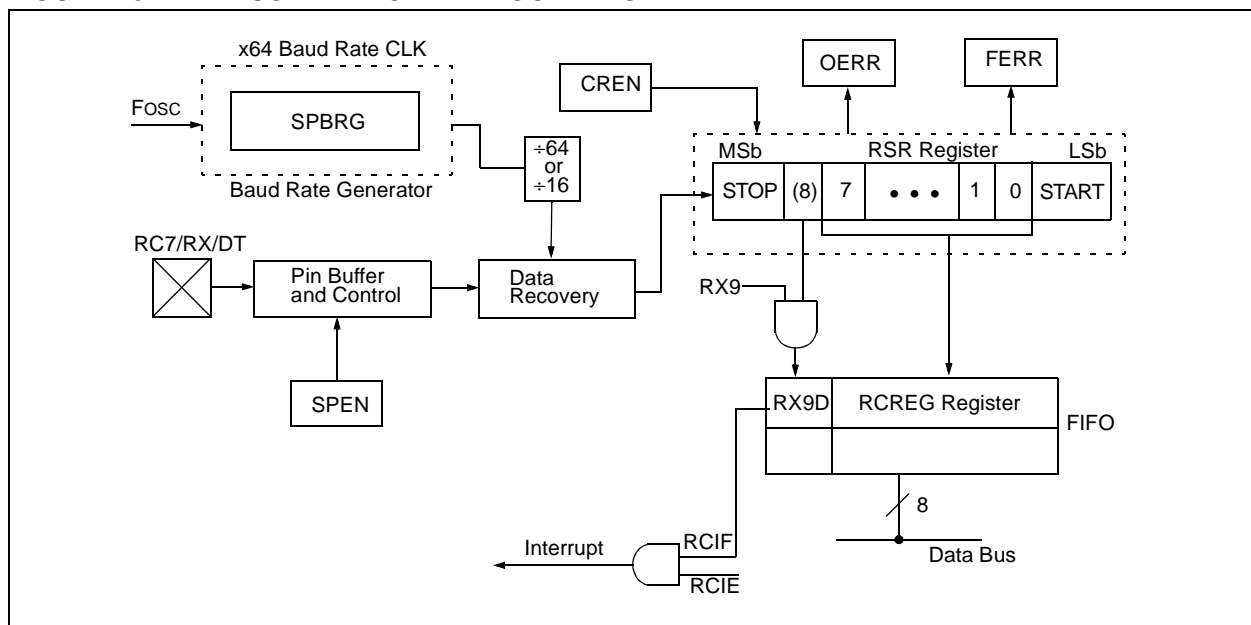 x64 Baud Rate CLK
FOSC
SPBRG
Baud Rate Generator
÷64
or
÷16
CREN
OERR
FERR
MSb
RSR Register
LSb
STOP
(8)
7
• • •
1
0
START
RC7/RX/DT
Pin Buffer
and Control
Data
Recovery
RX9
SPEN
RX9D
RCREG Register
FIFO
8
Data Bus
Interrupt
RCIF
RCIE